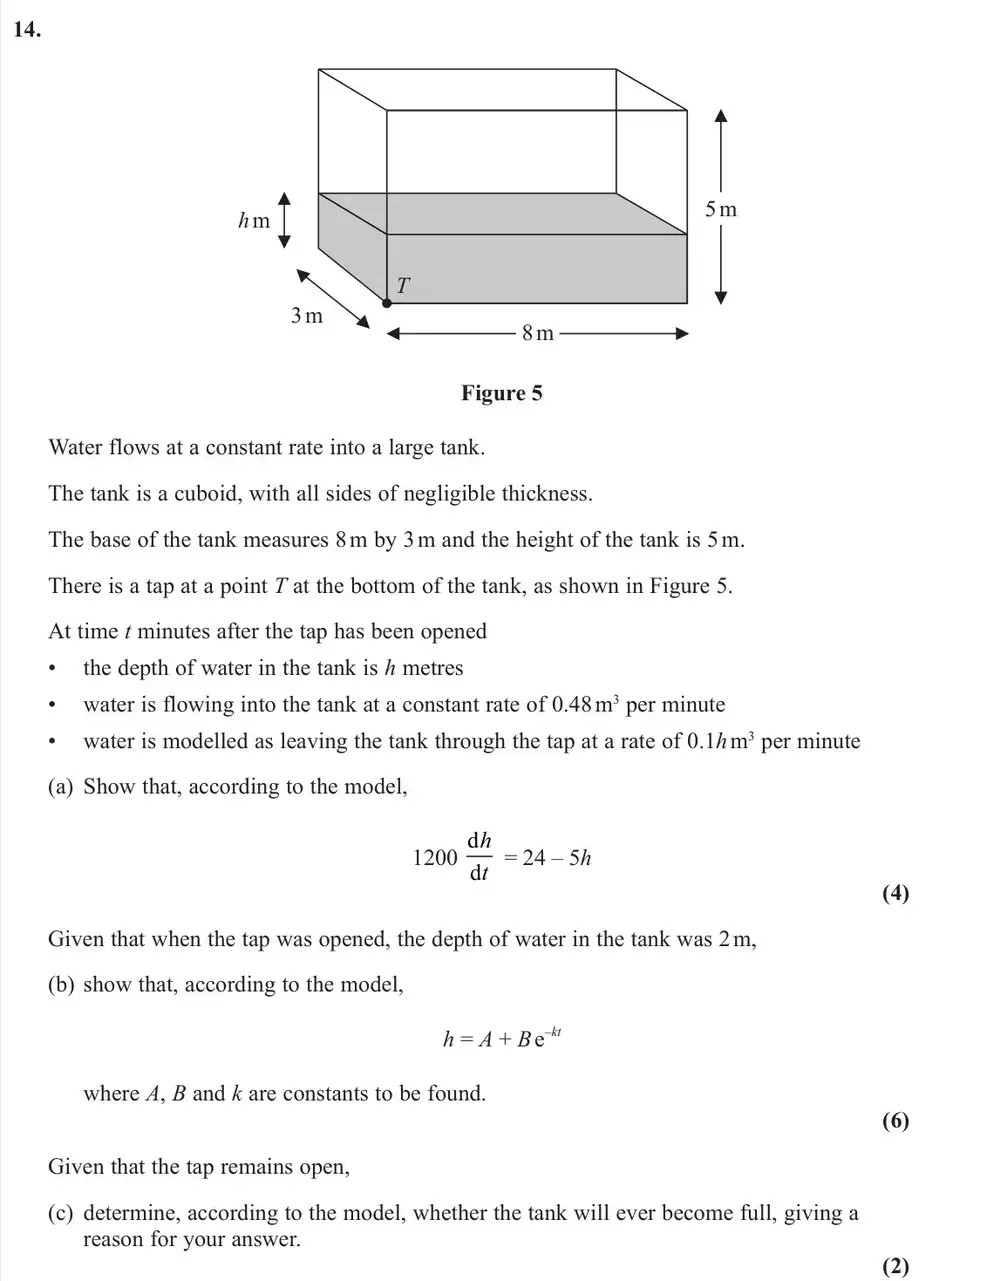 14.
5 m
h m
T
3 m
8 m
Figure 5
Water flows at a constant rate into a large tank.
The tank is a cuboid, with all sides of negligible thickness.
The base of the tank measures 8 m by 3 m and the height of the tank is 5 m.
There is a tap at a point T at the bottom of the tank, as shown in Figure 5.
At time t minutes after the tap has been opened
• the depth of water in the tank is h metres
• water is flowing into the tank at a constant rate of 0.48 m³ per minute
• water is modelled as leaving the tank through the tap at a rate of 0.1h m³ per minute
(a) Show that, according to the model,
1200 dh/dt = 24 – 5h
(4)
Given that when the tap was opened, the depth of water in the tank was 2 m,
(b) show that, according to the model,
h = A + Be^–kt
where A, B and k are constants to be found.
(6)
Given that the tap remains open,
(c) determine, according to the model, whether the tank will ever become full, giving a
reason for your answer.
(2)